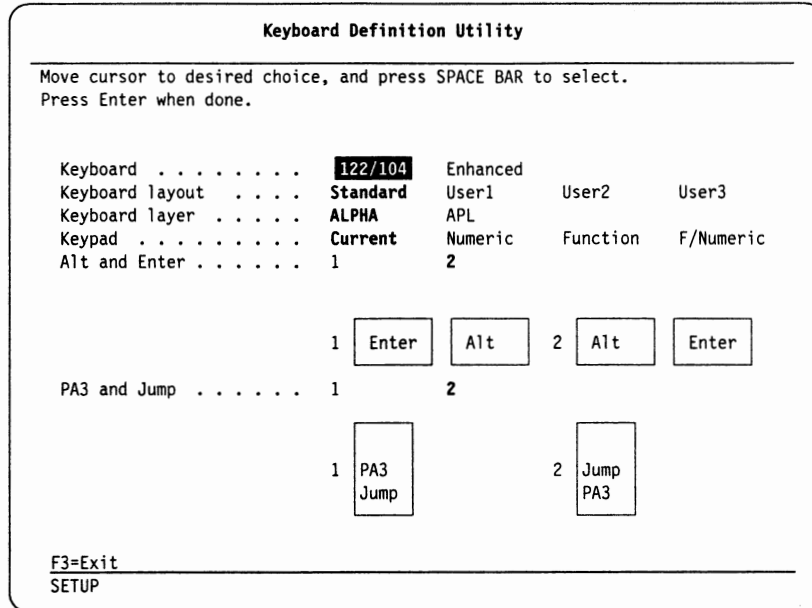 Keyboard Definition Utility
Move cursor to desired choice, and press SPACE BAR to select.
Press Enter when done.
Keyboard . . . . . . . . 122/104 Enhanced
Keyboard layout . . . . Standard User1 User2 User3
Keyboard layer . . . . . ALPHA APL
Keypad . . . . . . . . . Current Numeric Function F/Numeric
Alt and Enter . . . . . . 1 2
1 Enter Alt 2 Alt Enter
PA3 and Jump . . . . . . 1 2
1 PA3 2 Jump
Jump PA3
F3=Exit
SETUP